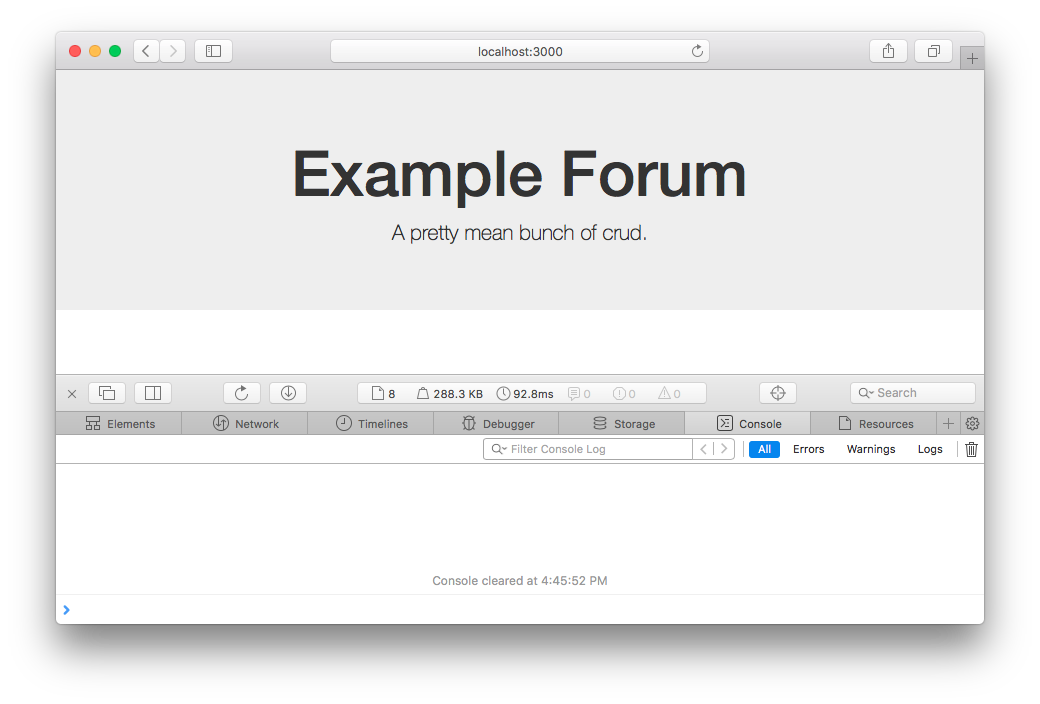 localhost:3000
Example Forum
A pretty mean bunch of crud.
8 288.3 KB 92.8ms 0 0 0 Search
Elements Network Timelines Debugger Storage Console Resources
Filter Console Log All Errors Warnings Logs
Console cleared at 4:45:52 PM